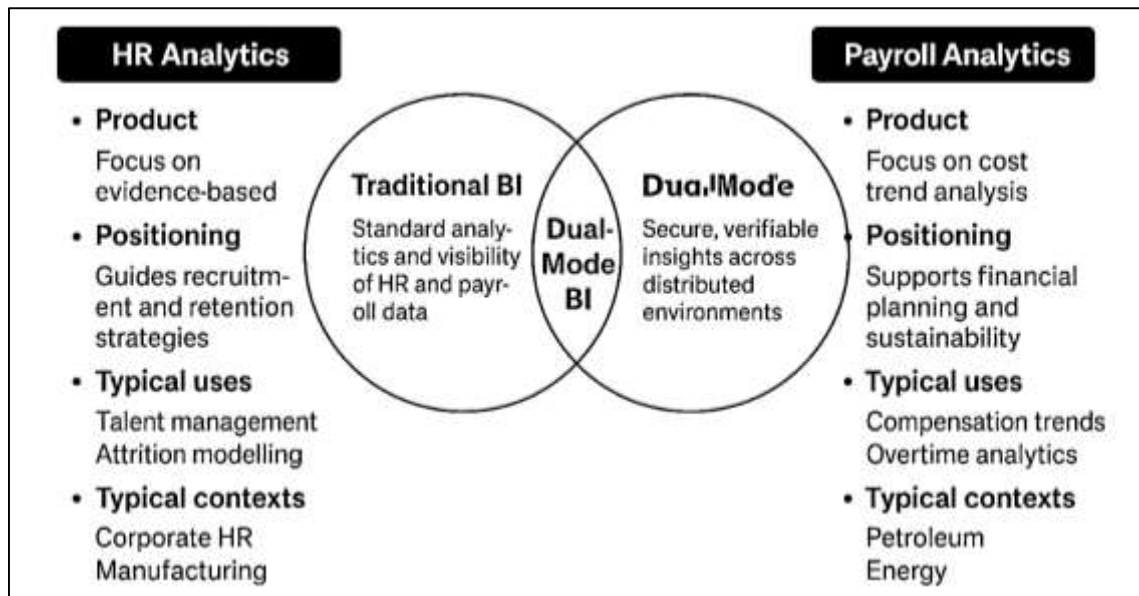 HR Analytics
• Product
Focus on
evidence-based
• Positioning
Guides recruitm-
ent and retention
strategies
• Typical uses
Talent management
Attrition modelling
• Typical contexts
Corporate HR
Manufacturing
Traditional BI
Standard analy-
tics and visibility
of HR and payr-
oll data
Dual-
Mode
BI
Dua.lMode
Secure, verifiable
insights across
distributed
environments
Payroll Analytics
• Product
Focus on cost
trend analysis
• Positioning
Supports financial
planning and
sustainability
• Typical uses
Compensation trends
Overtime analytics
• Typical contexts
Petroleum
Energy